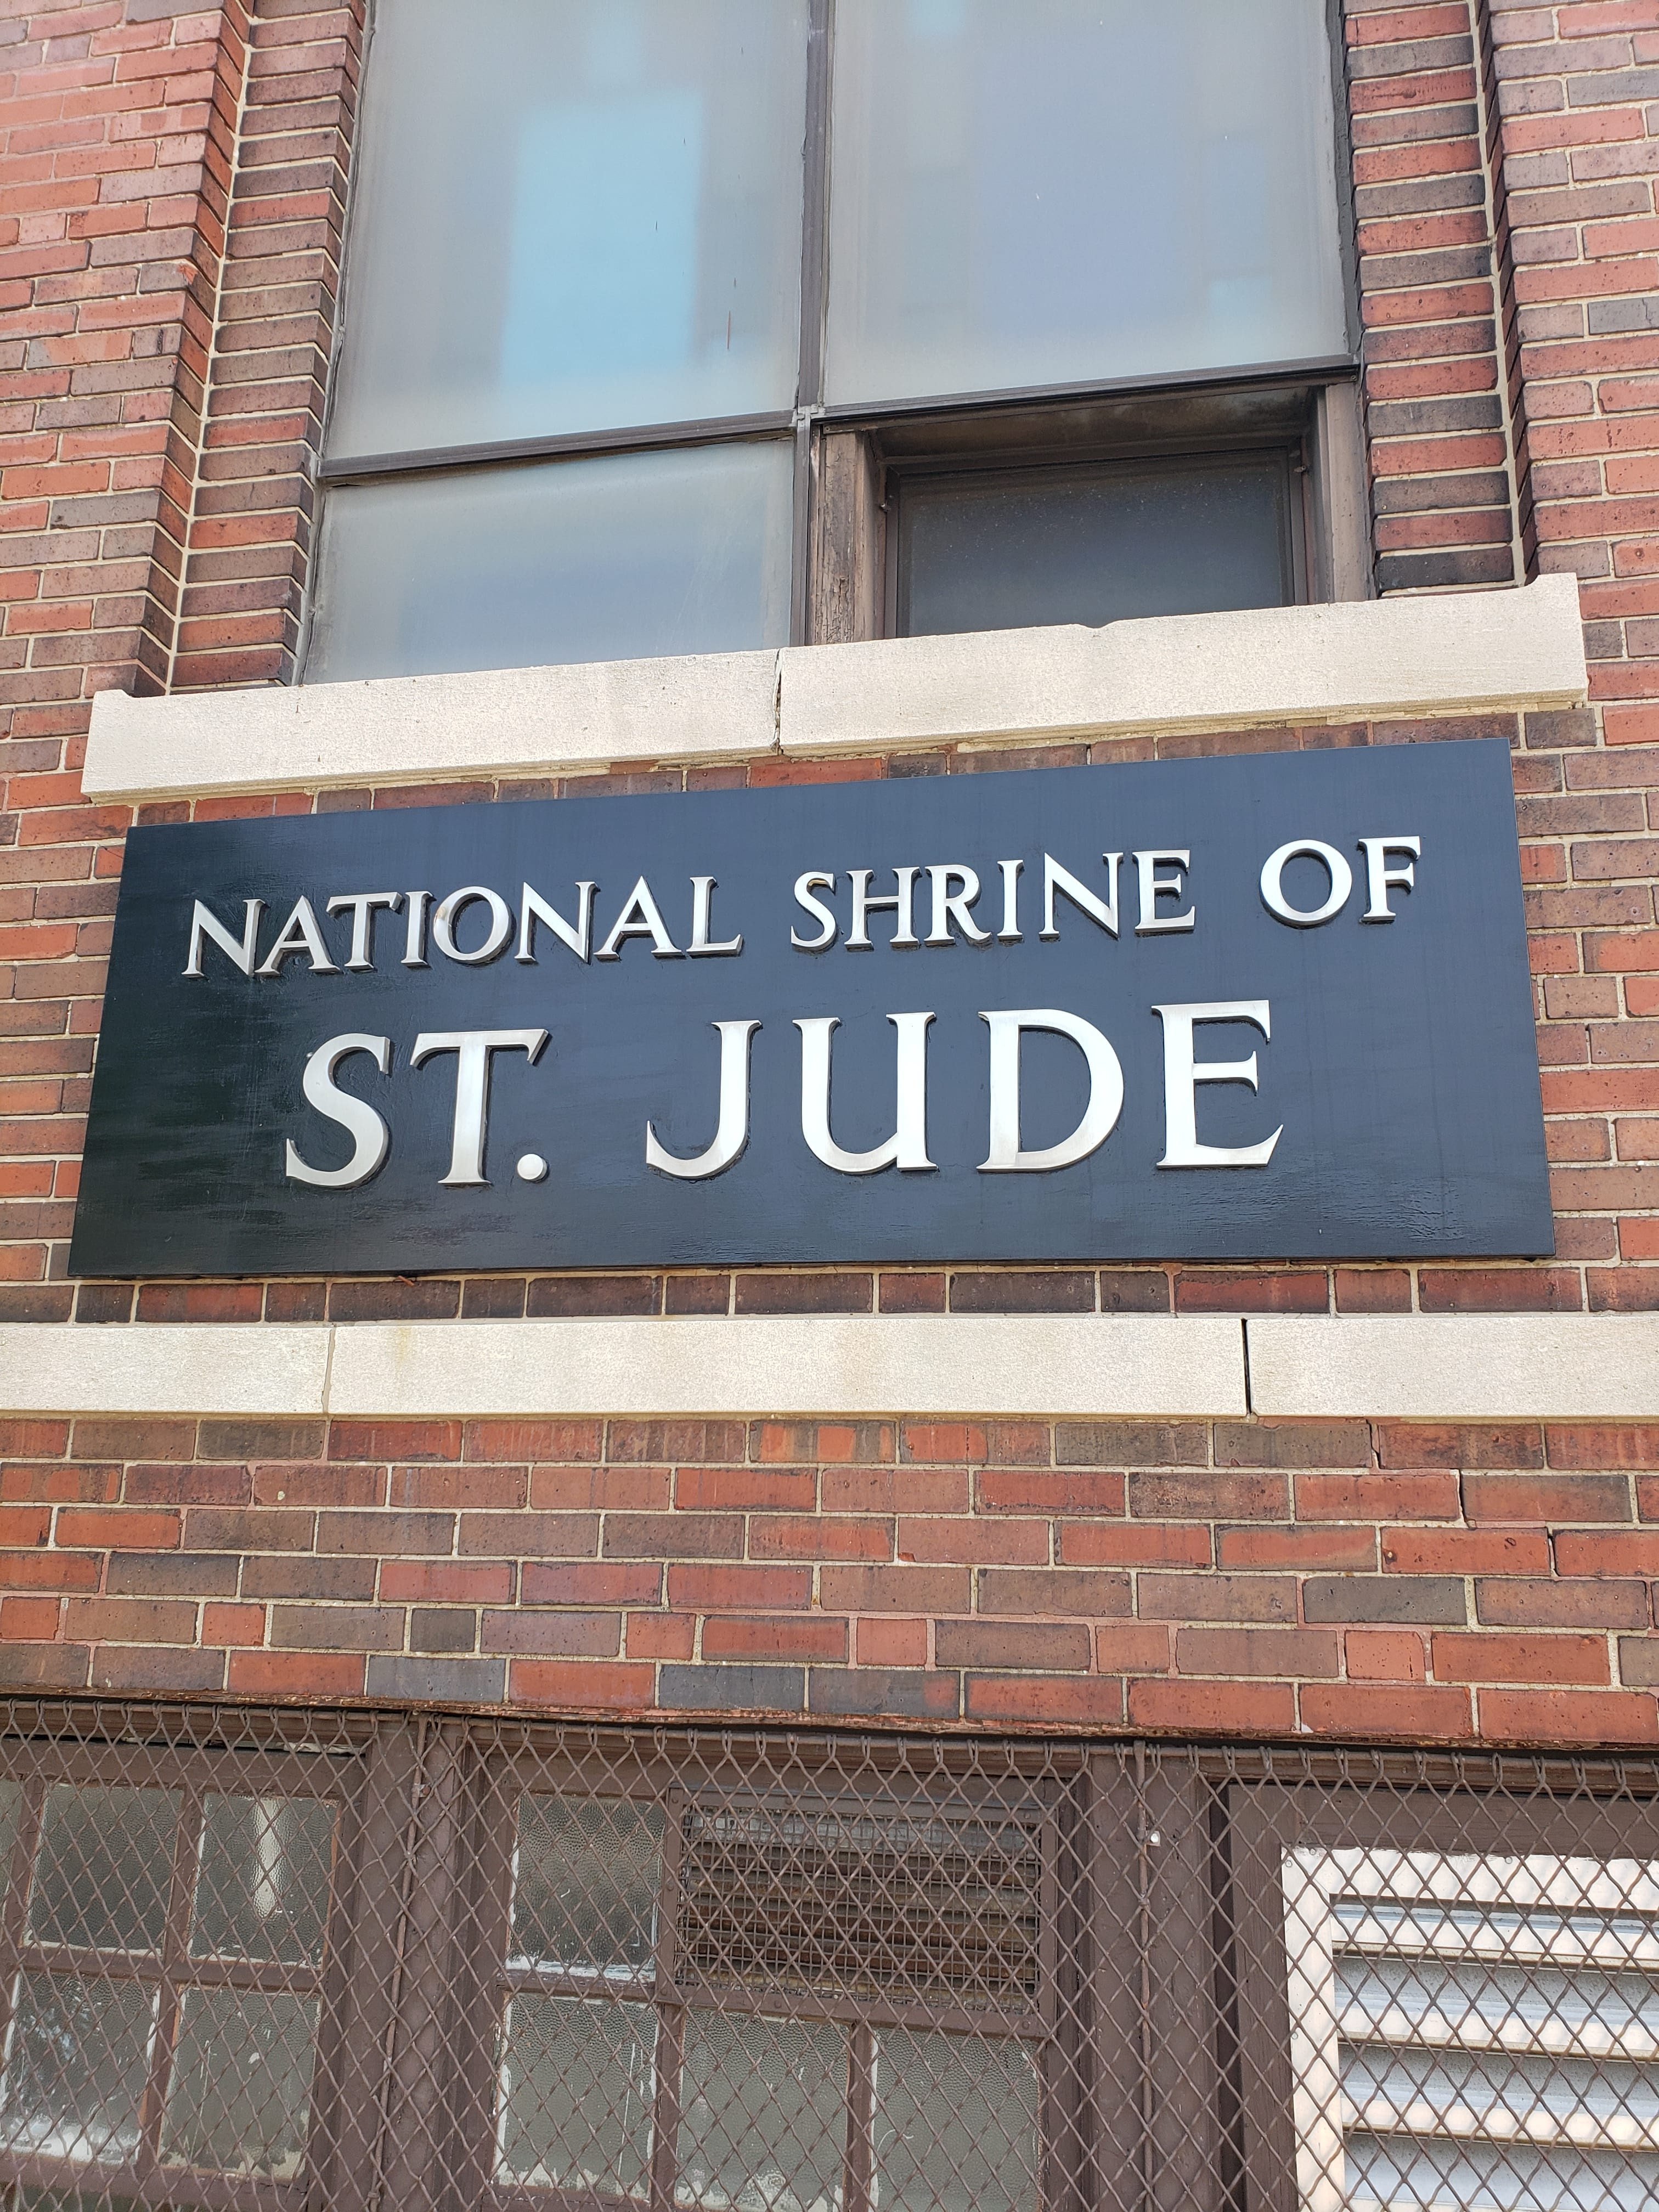 NATIONAL SHRINE OF
ST. JUDE